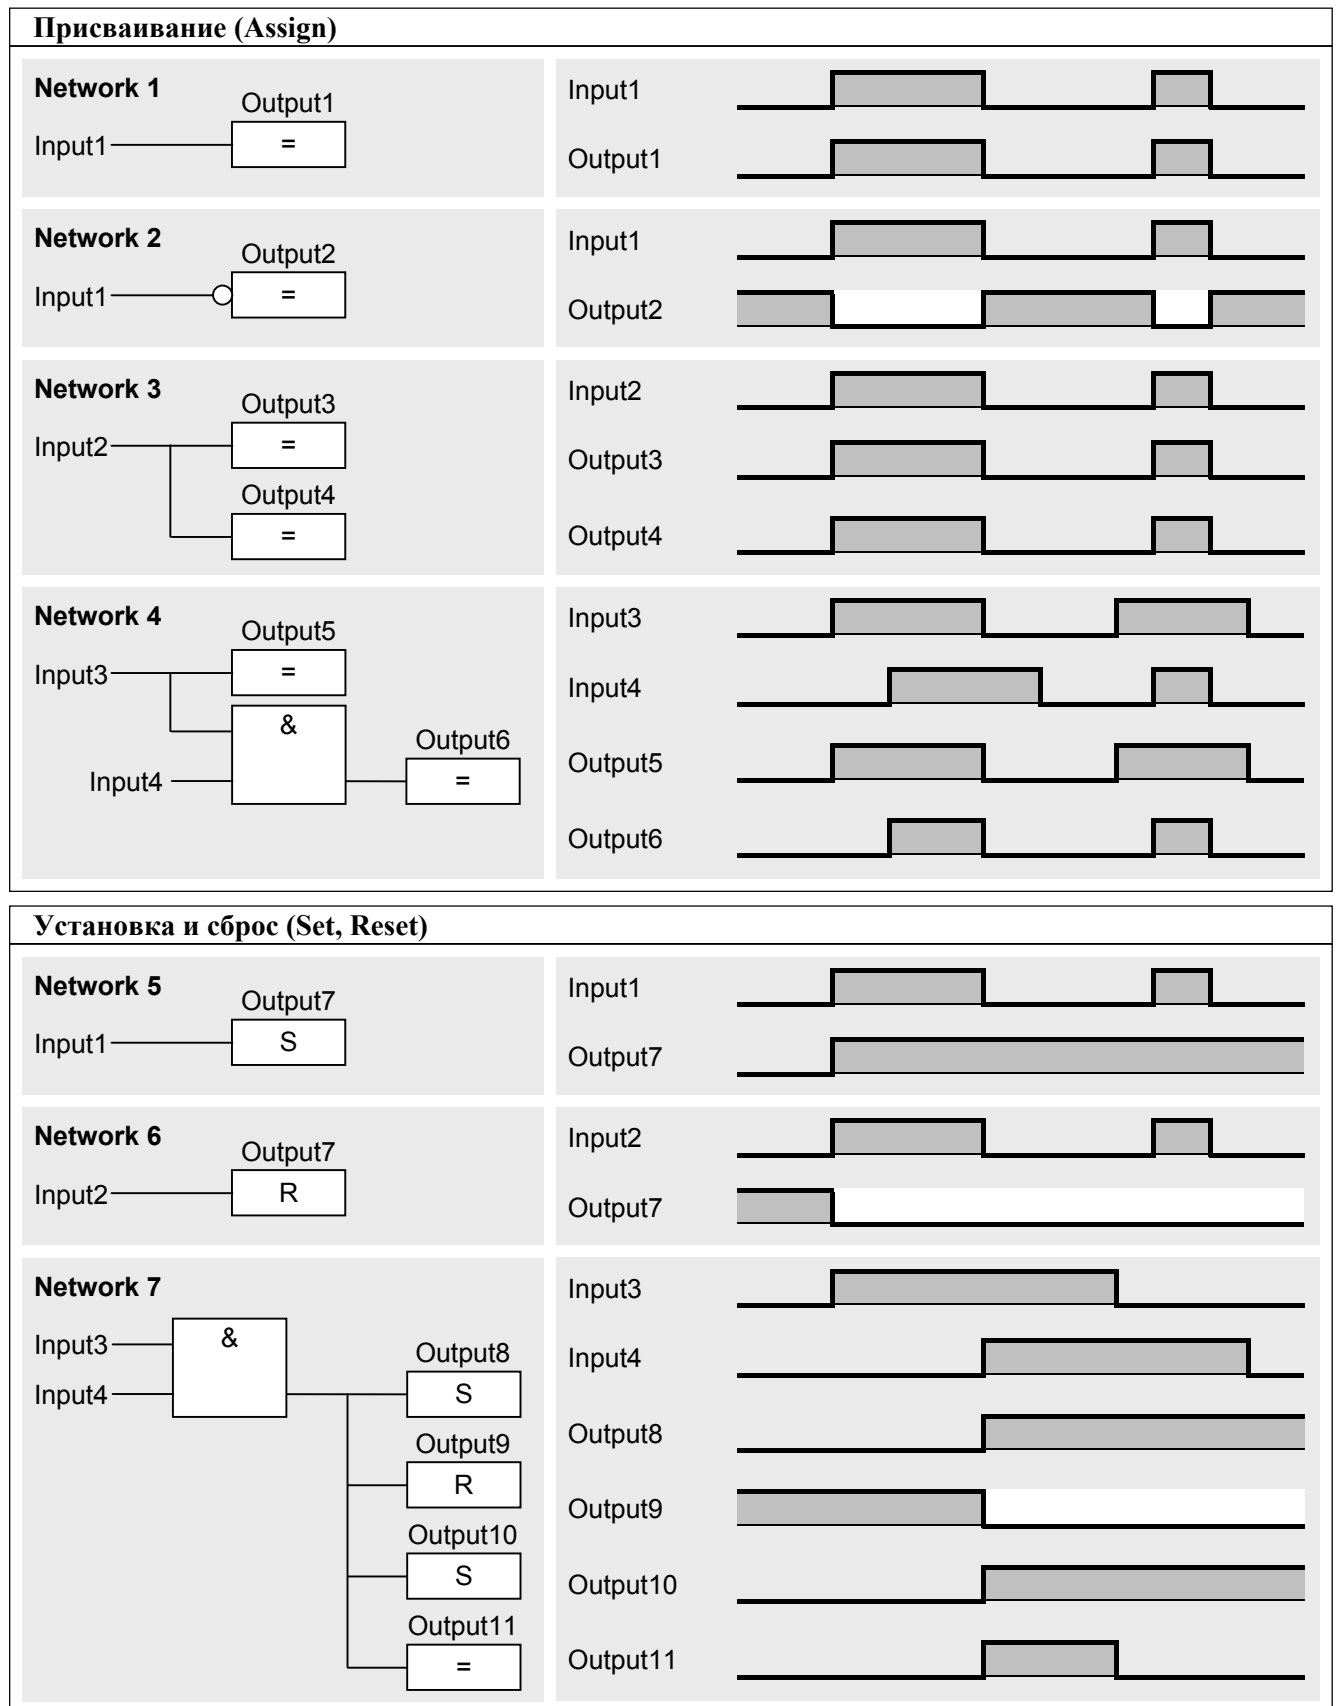 Присваивание (Assign)
Network 1
Output1
Input1
=
Input1
Output1
Network 2
Output2
Input1
=
Input1
Output2
Network 3
Output3
Input2
=
Output4
=
Input2
Output3
Output4
Network 4
Output5
Input3
=
&
Output6
Input4
=
Input3
Input4
Output5
Output6
Установка и сброс (Set, Reset)
Network 5
Output7
Input1
S
Input1
Output7
Network 6
Output7
Input2
R
Input2
Output7
Network 7
Input3
&
Input4
Output8
S
Output9
R
Output10
S
Output11
=
Input3
Input4
Output8
Output9
Output10
Output11